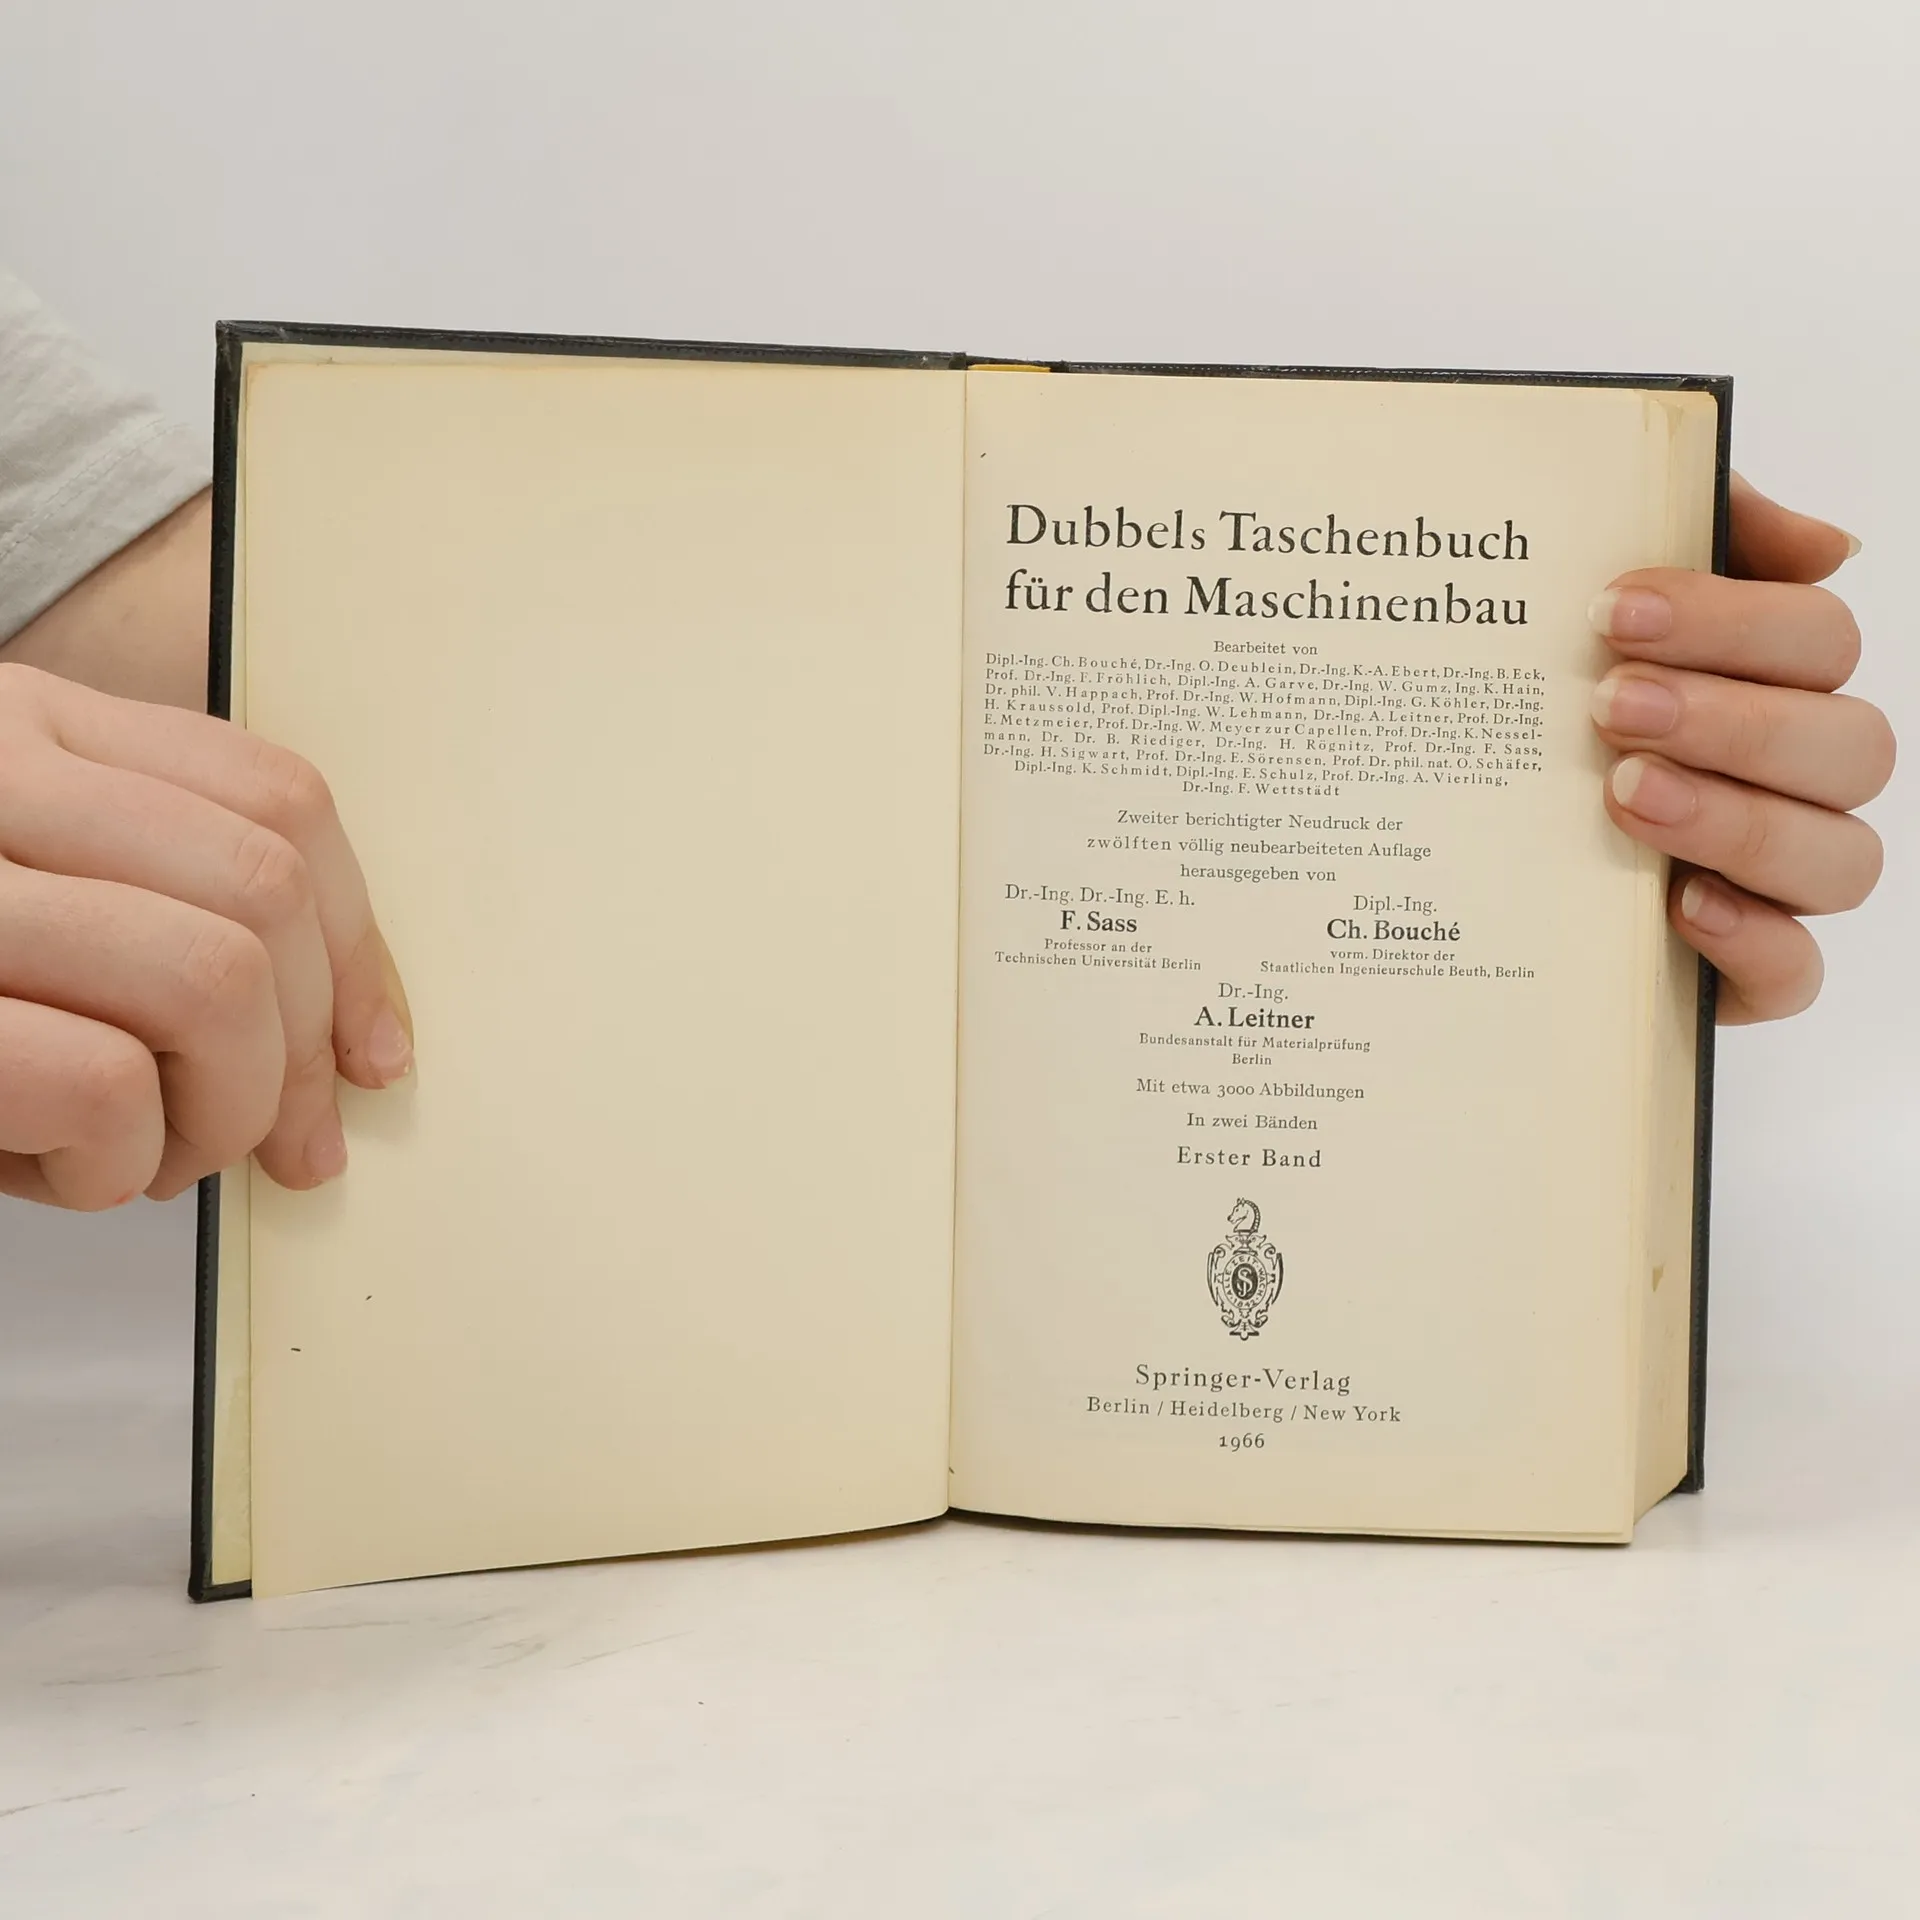 Dubbels Taschenbuch
für den Maschinenbau
Bearbeitet von
Dipl.-Ing. Ch. Bouché, Dr.-Ing. O. Deublein, Dr.-Ing. K.-A. Ebert, Dr.-Ing. B. Eck,
Prof. Dr.-Ing. F. Fröhlich, Dipl.-Ing. A. Garve, Dr.-Ing. W. Gumz, Ing. K. Hain,
Dr. phil. V. Happach, Prof. Dr.-Ing. W. Hofmann, Dipl.-Ing. G. Köhler, Dr.-Ing.
H. Kraussold, Prof. Dipl.-Ing. W. Lehmann, Dr.-Ing. A. Leitner, Prof. Dr.-Ing.
E. Metzmeier, Prof. Dr.-Ing. W. Meyer zur Capellen, Prof. Dr.-Ing. K. Nessel-
mann, Dr. Dr. B. Riediger, Dr.-Ing. H. Rögnitz, Prof. Dr.-Ing. F. Sass,
Dr.-Ing. H. Sigwart, Prof. Dr.-Ing. E. Sörensen, Prof. Dr. phil. nat. O. Schäfer,
Dipl.-Ing. K. Schmidt, Dipl.-Ing. E. Schulz, Prof. Dr.-Ing. A. Vierling,
Dr.-Ing. F. Wettstädt
Zweiter berichtigter Neudruck der
zwölften völlig neubearbeiteten Auflage
herausgegeben von
Dr.-Ing. Dr.-Ing. E. h.
F. Sass
Professor an der
Technischen Universität Berlin
Dipl.-Ing.
Ch. Bouché
vorm. Direktor der
Staatlichen Ingenieurschule Beuth, Berlin
Dr.-Ing.
A. Leitner
Bundesanstalt für Materialprüfung
Berlin
Mit etwa 3000 Abbildungen
In zwei Bänden
Erster Band
ALLE·ZEIT·WACH
1842
Springer-Verlag
Berlin / Heidelberg / New York
1966